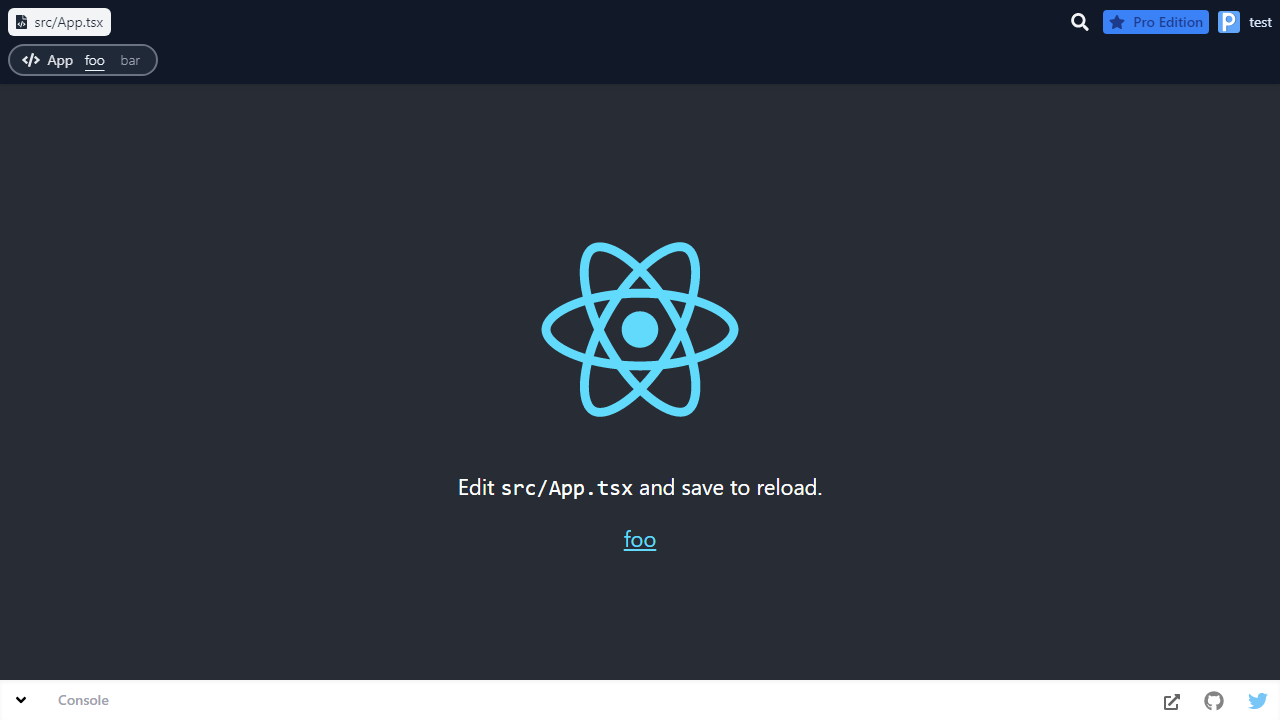 src/App.tsx
Pro Edition
test
App foo bar
Edit src/App.tsx and save to reload.
foo
Console